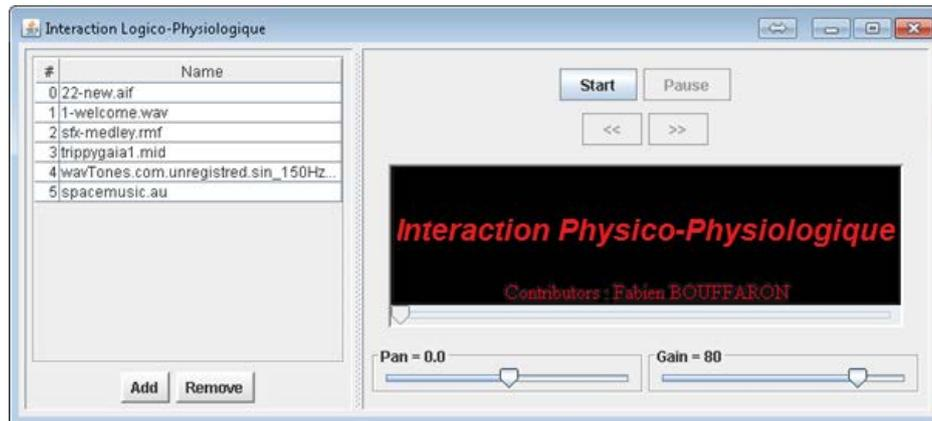 Interaction Logico-Physiologique
# Name
0 22-new.aif
1 1-welcome.wav
2 sfx-medley.rmf
3 trippygaia1.mid
4 wavTones.com.unregistred.sin_150Hz...
5 spacemusic.au
Add Remove
Start Pause
<< >>
Interaction Physico-Physiologique
Contributors : Fabien BOUFFARON
Pan = 0.0 Gain = 80